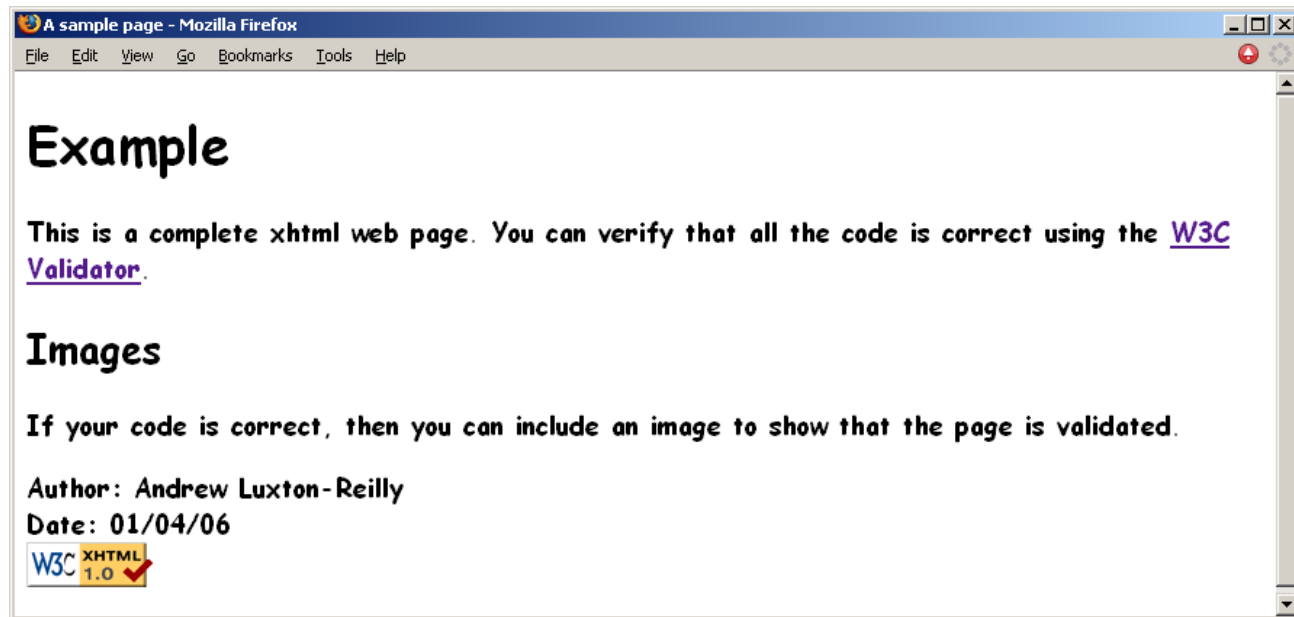 A sample page - Mozilla Firefox
File Edit View Go Bookmarks Tools Help
Example
This is a complete xhtml web page. You can verify that all the code is correct using the W3C
Validator.
Images
If your code is correct, then you can include an image to show that the page is validated.
Author: Andrew Luxton-Reilly
Date: 01/04/06
W3C XHTML
1.0